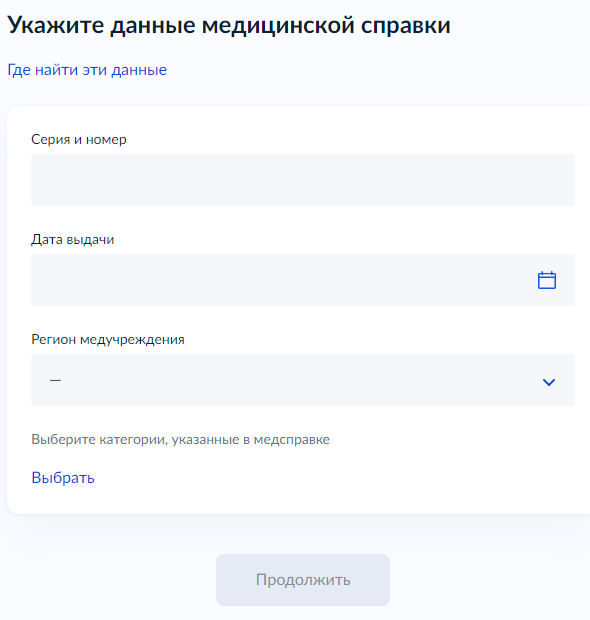 Укажите данные медицинской справки
Где найти эти данные
Серия и номер
Дата выдачи
Регион медучреждения
—
Выберите категории, указанные в медсправке
Выбрать
Продолжить